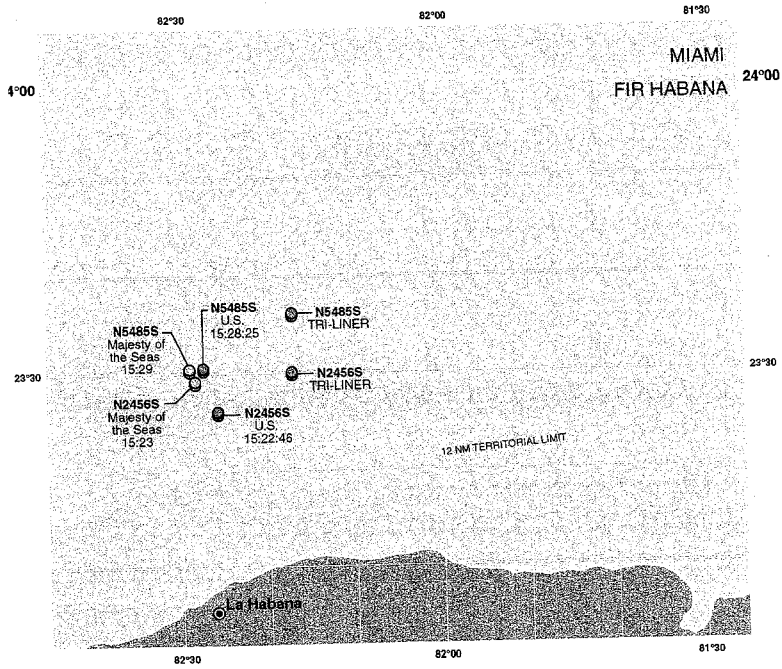 82°30
82°00
81°30
MIAMI
FIR HABANA
4°00
24°00
N5485S
U.S.
15:28:25
N5485S
TRI-LINER
N5485S
Majesty of
the Seas
15:29
23:30
23°30
N2456S
TRI-LINER
N2456S
Majesty of
the Seas
15:23
N2456S
U.S.
15:22:46
12 NM TERRITORIAL LIMIT
La Habana
82°30
82°00
81°30